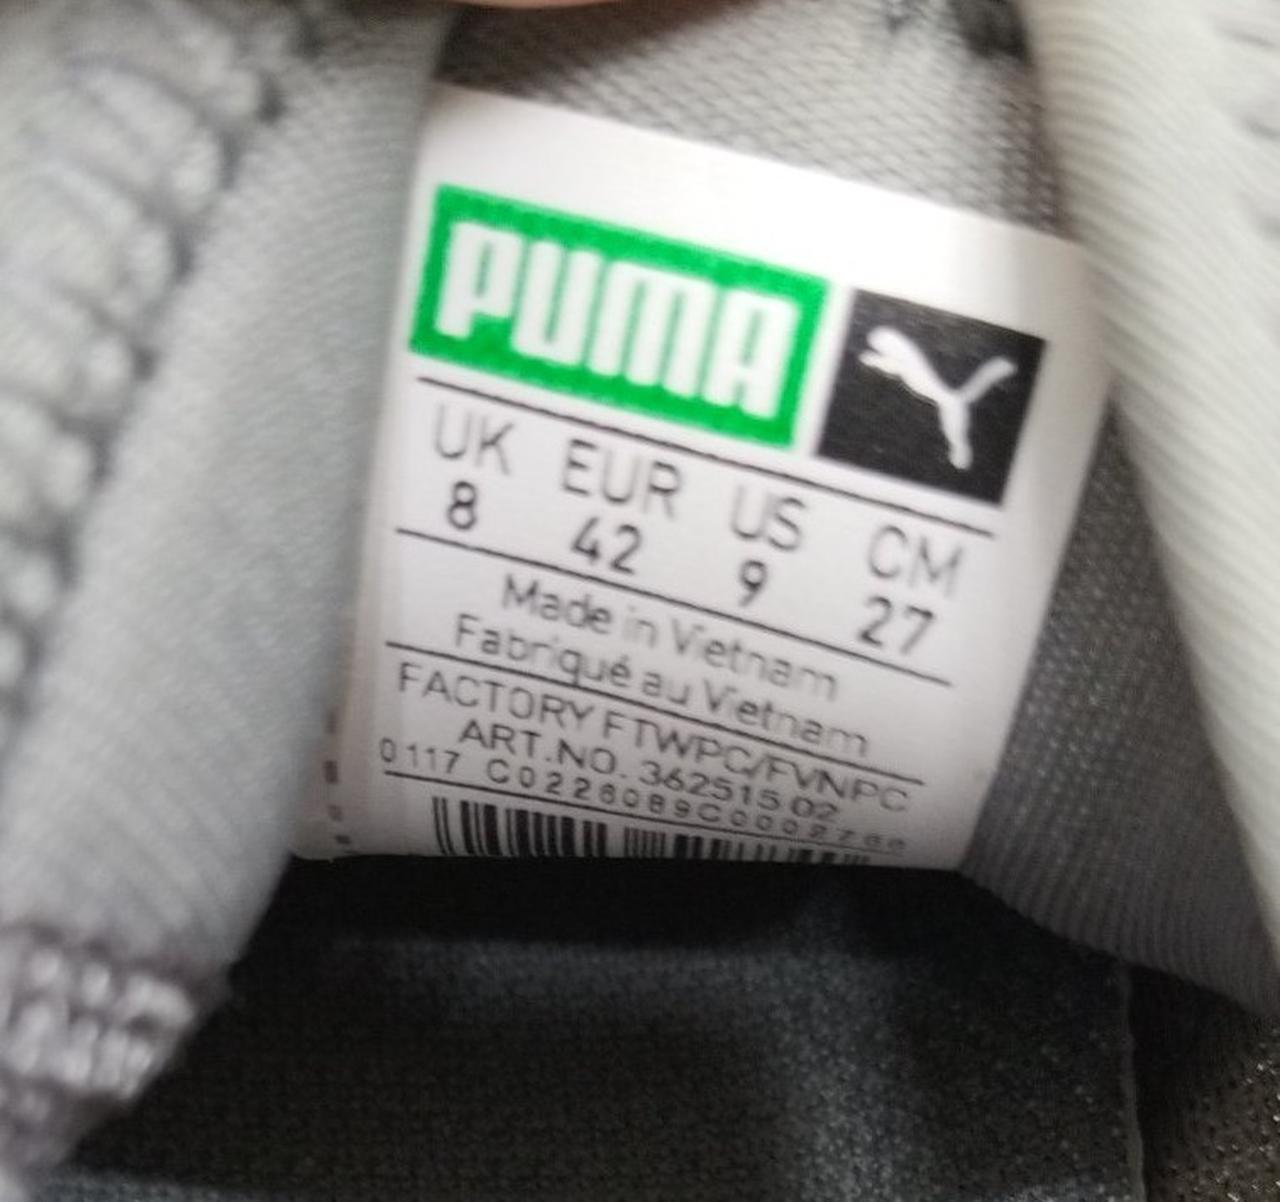 PUMA
UK EUR US CM
8 42 9 27
Made in Vietnam
Fabriqué au Vietnam
FACTORY FTWPC/FVNPC
ART.NO. 362515 02
0117